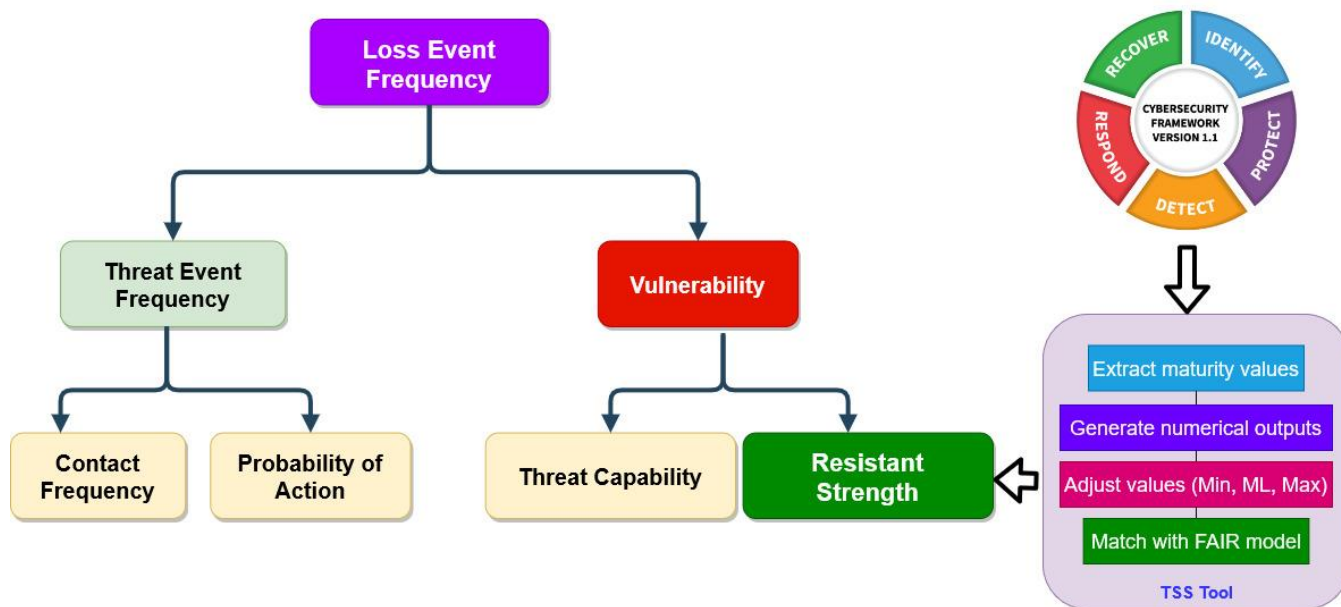 Loss Event
Frequency
Threat Event
Frequency
Vulnerability
Contact
Frequency
Probability of
Action
Threat Capability
Resistant
Strength
RECOVER
IDENTIFY
PROTECT
DETECT
RESPOND
CYBERSECURITY
FRAMEWORK
VERSION 1.1
Extract maturity values
Generate numerical outputs
Adjust values (Min, ML, Max)
Match with FAIR model
TSS Tool